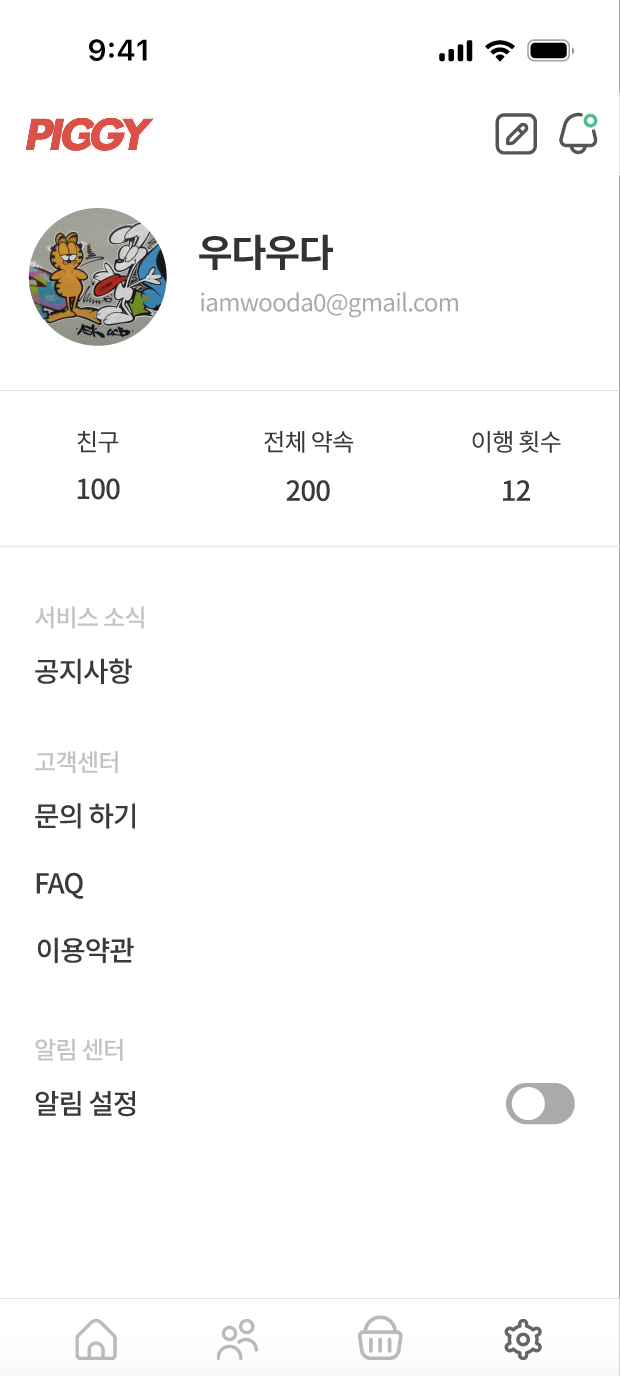 9:41
PIGGY
우다우다
iamwooda0@gmail.com
친구 전체 약속 이행 횟수
100 200 12
서비스 소식
공지사항
고객센터
문의 하기
FAQ
이용약관
알림 센터
알림 설정